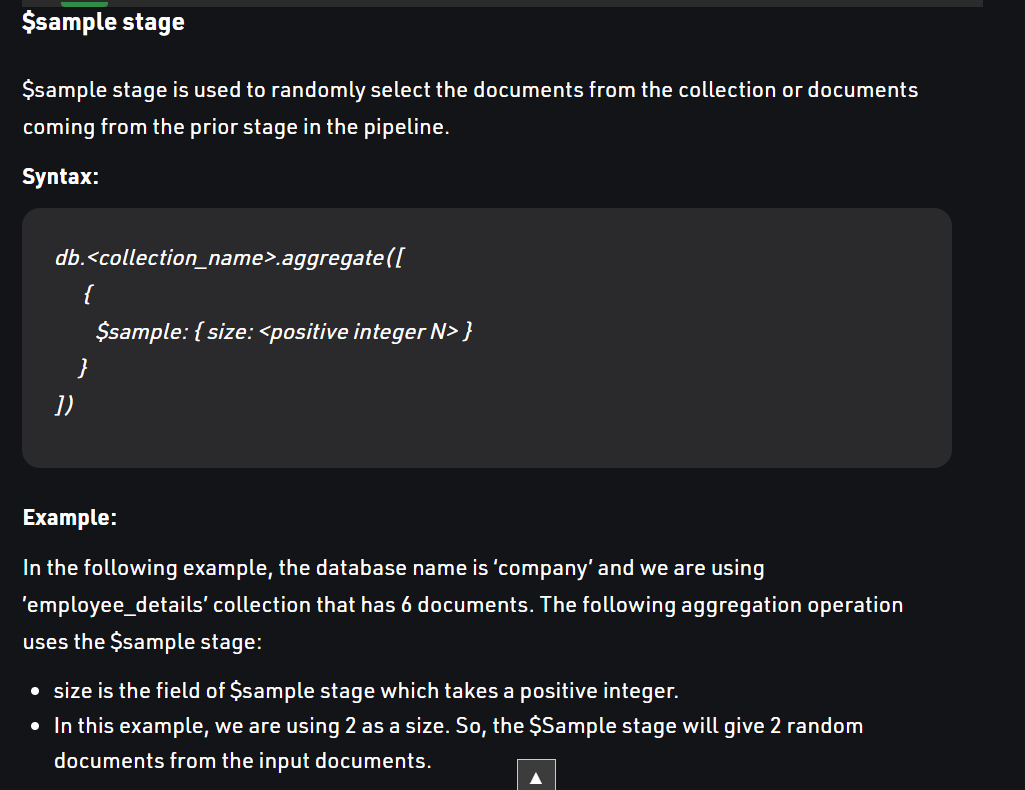 $sample stage
$sample stage is used to randomly select the documents from the collection or documents
coming from the prior stage in the pipeline.
Syntax:
db.<collection_name>.aggregate([
{
$sample: { size: <positive integer N> }
}
])
Example:
In the following example, the database name is ‘company’ and we are using
‘employee_details’ collection that has 6 documents. The following aggregation operation
uses the $sample stage:
• size is the field of $sample stage which takes a positive integer.
• In this example, we are using 2 as a size. So, the $Sample stage will give 2 random
documents from the input documents.